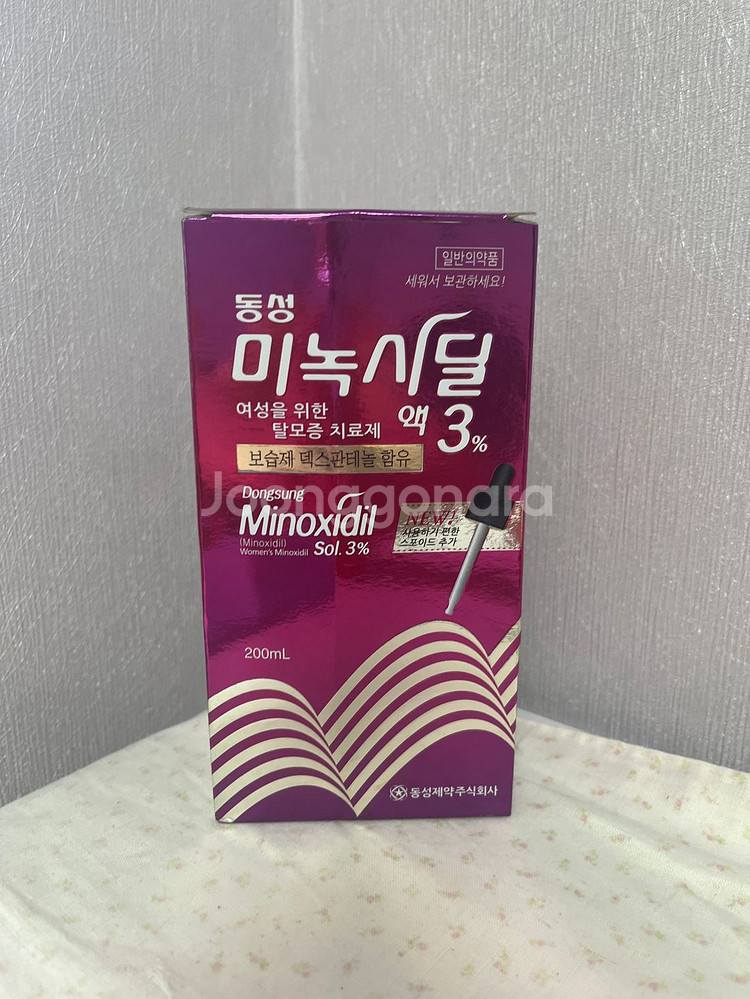 일반의약품
세워서 보관하세요!
동성
미녹시딜
액 3%
여성을 위한
탈모증 치료제
보습제 덱스판테놀 함유
Joonggonara
Dongsung
Minoxidil
(Minoxidil)
Women's Minoxidil
Sol. 3%
NEW!
사용하기 편한
스포이드 추가
200mL
동성제약주식회사